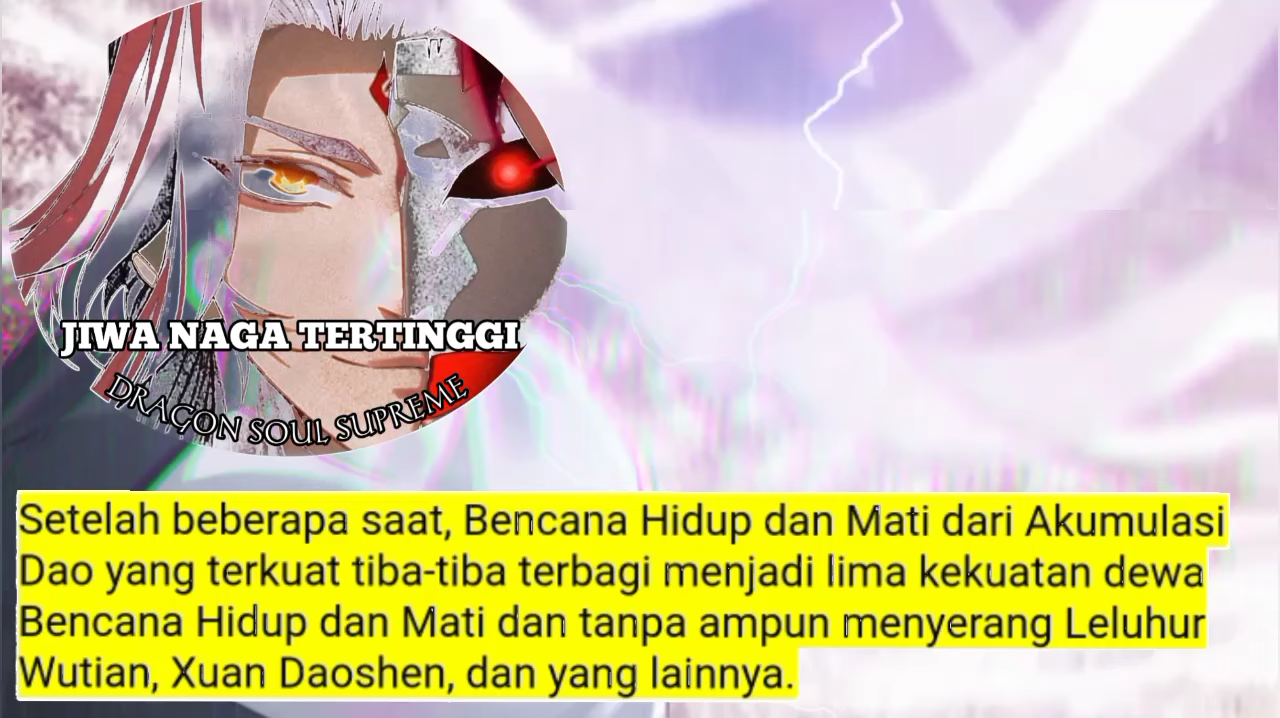 JIWA NAGA TERTINGGI
DRAGON SOUL SUPREME
Setelah beberapa saat, Bencana Hidup dan Mati dari Akumulasi
Dao yang terkuat tiba-tiba terbagi menjadi lima kekuatan dewa
Bencana Hidup dan Mati dan tanpa ampun menyerang Leluhur
Wutian, Xuan Daoshen, dan yang lainnya.